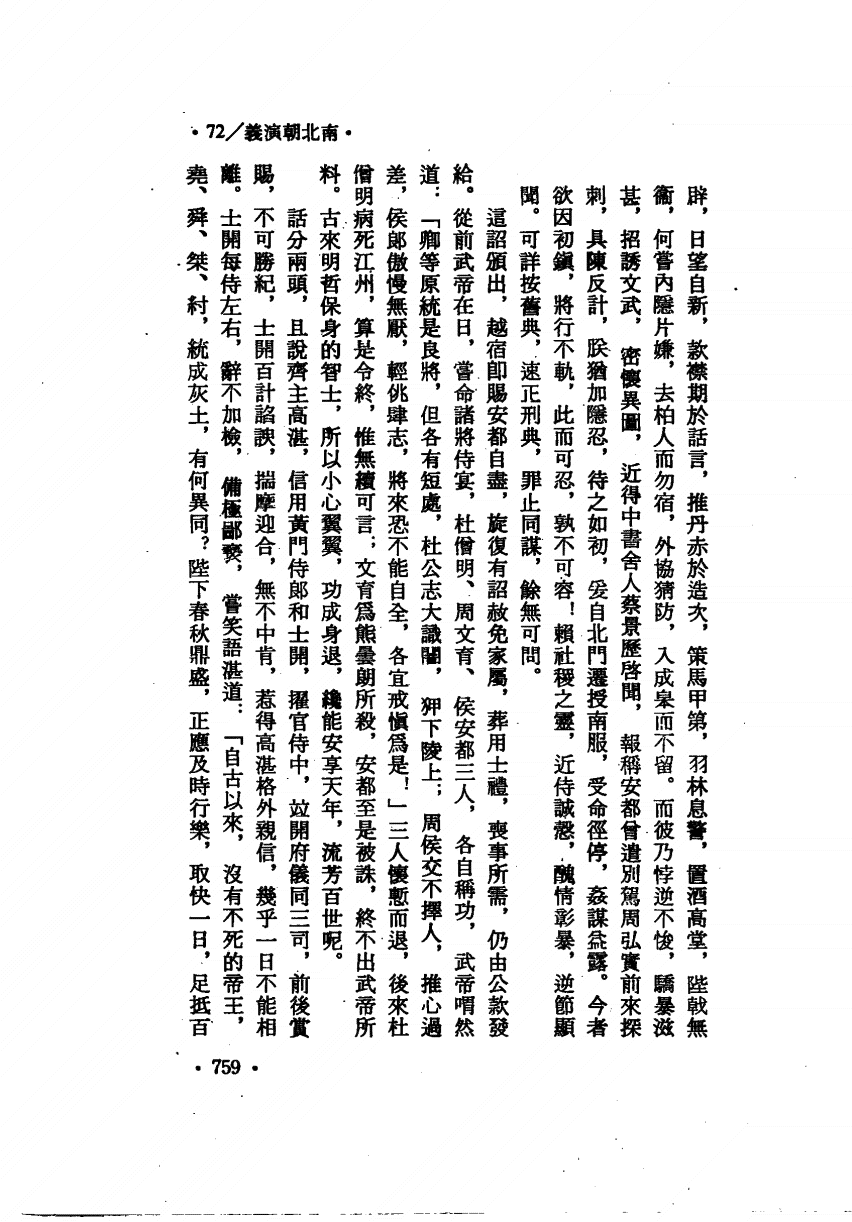 ·72/義演朝北南·
辟，日望自新，款襟期於話言，推丹赤於造次，策馬甲第，羽林息警，置酒高堂，陛戟無
衞，何嘗內隱片嫌，去柏人而勿宿，外協猜防，入成皋而不留。而彼乃悖逆不悛，驕暴滋
甚，招誘文武，密懷異圖，近得中書舍人蔡景歷啓聞，報稱安都曾遣別駕周弘實前來探
刺，具陳反計，朕猶加隱忍，待之如初，爰自北門遷授南服，受命徑停，姦謀益露。今者
欲因初鎭，將行不軌，此而可忍，孰不可容！賴社稷之靈，近侍誠愨，醜情彰暴，逆節顯
聞。可詳按舊典，速正刑典，罪止同謀，餘無可問。
這詔頒出，越宿卽賜安都自盡，旋復有詔赦免家屬，葬用士禮，喪事所需，仍由公款發
給。從前武帝在日，嘗命諸將侍宴，杜僧明、周文育、侯安都三人，各自稱功，武帝喟然
道：「卿等原統是良將，但各有短處，杜公志大識闇，狎下陵上；周侯交不擇人，推心過
差，侯郎傲慢無厭，輕佻肆志，將來恐不能自全，各宜戒愼爲是！」三人懷慙而退，後來杜
僧明病死江州，算是令終，惟無續可言；文育爲熊曇朗所殺，安都至是被誅，終不出武帝所
料。古來明哲保身的智士，所以小心翼翼，功成身退，纔能安享天年，流芳百世呢。
話分兩頭，且說齊主高湛，信用黃門侍郎和士開，擢官侍中，竝開府儀同三司，前後賞
賜，不可勝紀，士開百計諂諛，揣摩迎合，無不中肯，惹得高湛格外親信，幾乎一日不能相
離。士開每侍左右，辭不加檢，備極鄙褻，嘗笑語湛道：「自古以來，沒有不死的帝王，
堯、舜、桀、紂，統成灰土，有何異同？陛下春秋鼎盛，正應及時行樂，取快一日，足抵百
·759·